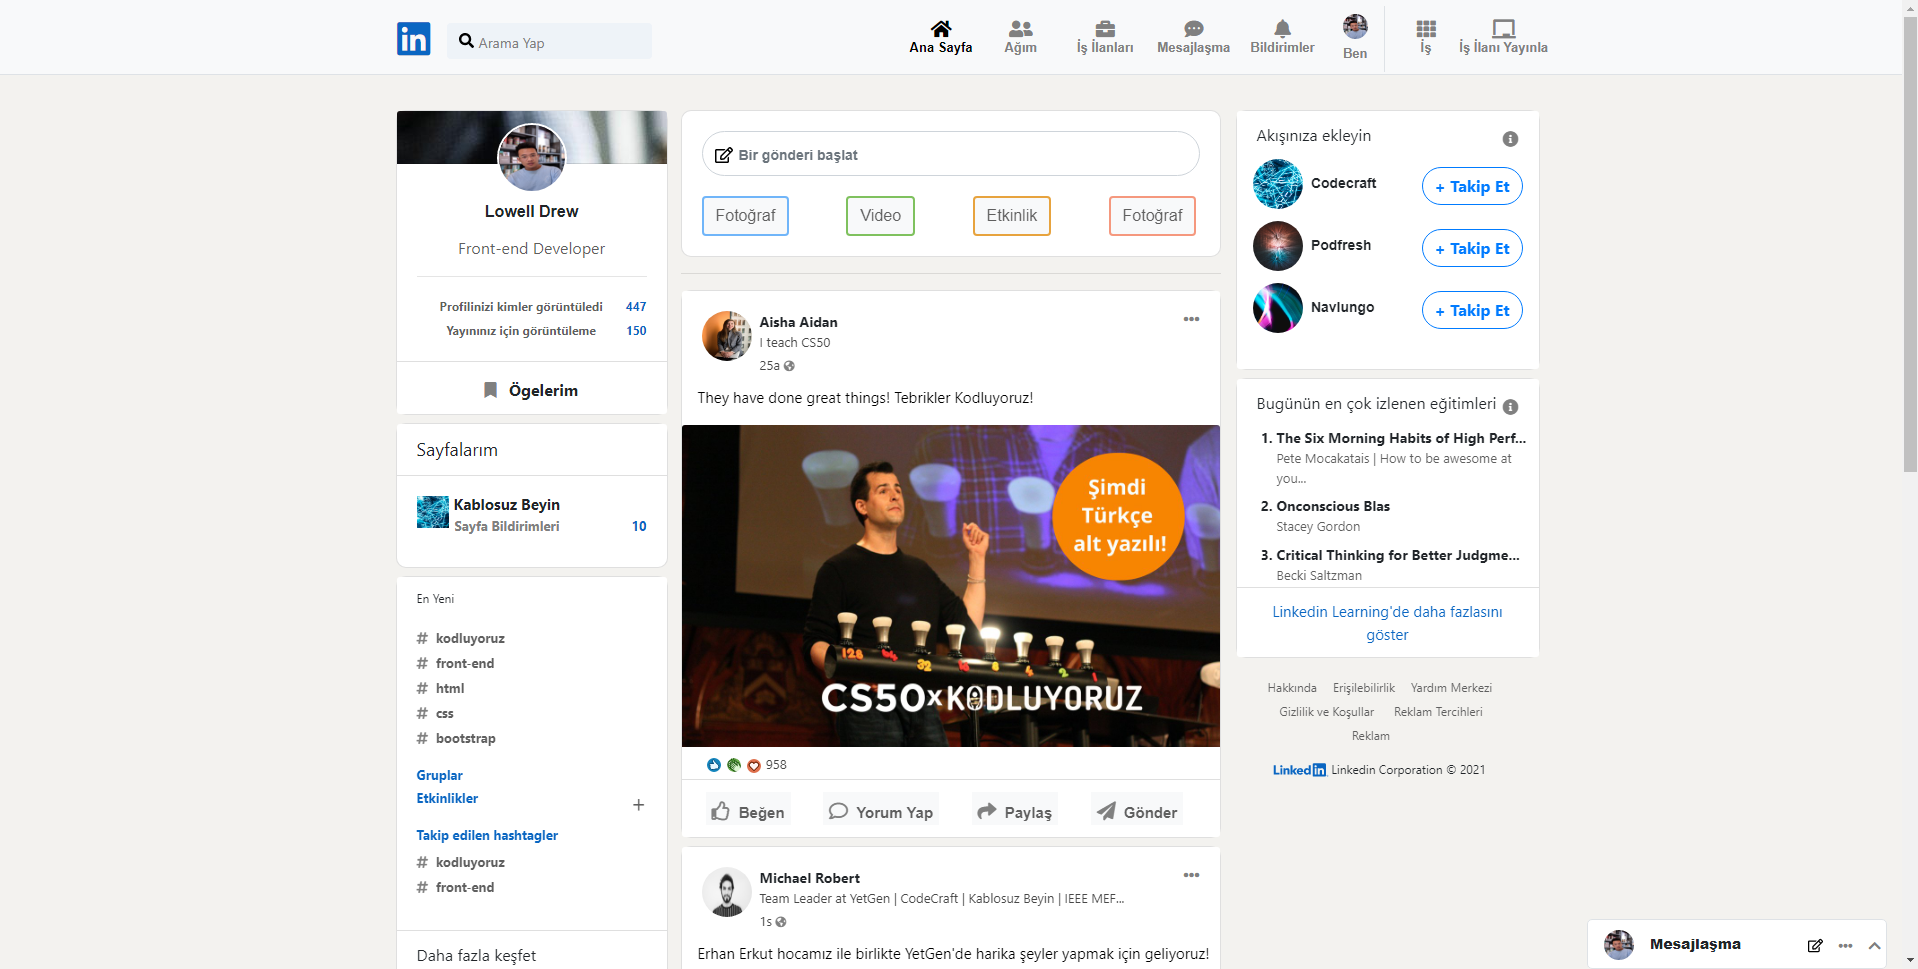 in
Arama Yap
Ana Sayfa
Ağım
İş İlanları
Mesajlaşma
Bildirimler
Ben
İş
İş İlanı Yayınla
Lowell Drew
Front-end Developer
Profilinizi kimler görüntüledi 447
Yayınınız için görüntüleme 150
Ögelerim
Sayfalarım
Kablosuz Beyin
Sayfa Bildirimleri 10
En Yeni
# kodluyoruz
# front-end
# html
# css
# bootstrap
Gruplar
Etkinlikler
+
Takip edilen hashtagler
# kodluyoruz
# front-end
Daha fazla keşfet
Bir gönderi başlat
Fotoğraf
Video
Etkinlik
Fotoğraf
Aisha Aidan
I teach CS50
25a
They have done great things! Tebrikler Kodluyoruz!
Şimdi
Türkçe
alt yazılı!
128 64 32 16 8 4 2 1
CS50xKODLUYORUZ
958
Beğen
Yorum Yap
Paylaş
Gönder
Michael Robert
Team Leader at YetGen | CodeCraft | Kablosuz Beyin | IEEE MEF...
1s
Erhan Erkut hocamız ile birlikte YetGen'de harika şeyler yapmak için geliyoruz!
Akışınıza ekleyin
Codecraft
+ Takip Et
Podfresh
+ Takip Et
Navlungo
+ Takip Et
Bugünün en çok izlenen eğitimleri
1. The Six Morning Habits of High Perf...
Pete Mocakatais | How to be awesome at
you...
2. Onconscious Blas
Stacey Gordon
3. Critical Thinking for Better Judgme...
Becki Saltzman
Linkedin Learning'de daha fazlasını
göster
Hakkında Erişilebilirlik Yardım Merkezi
Gizlilik ve Koşullar Reklam Tercihleri
Reklam
Linkedin Linkedin Corporation © 2021
Mesajlaşma